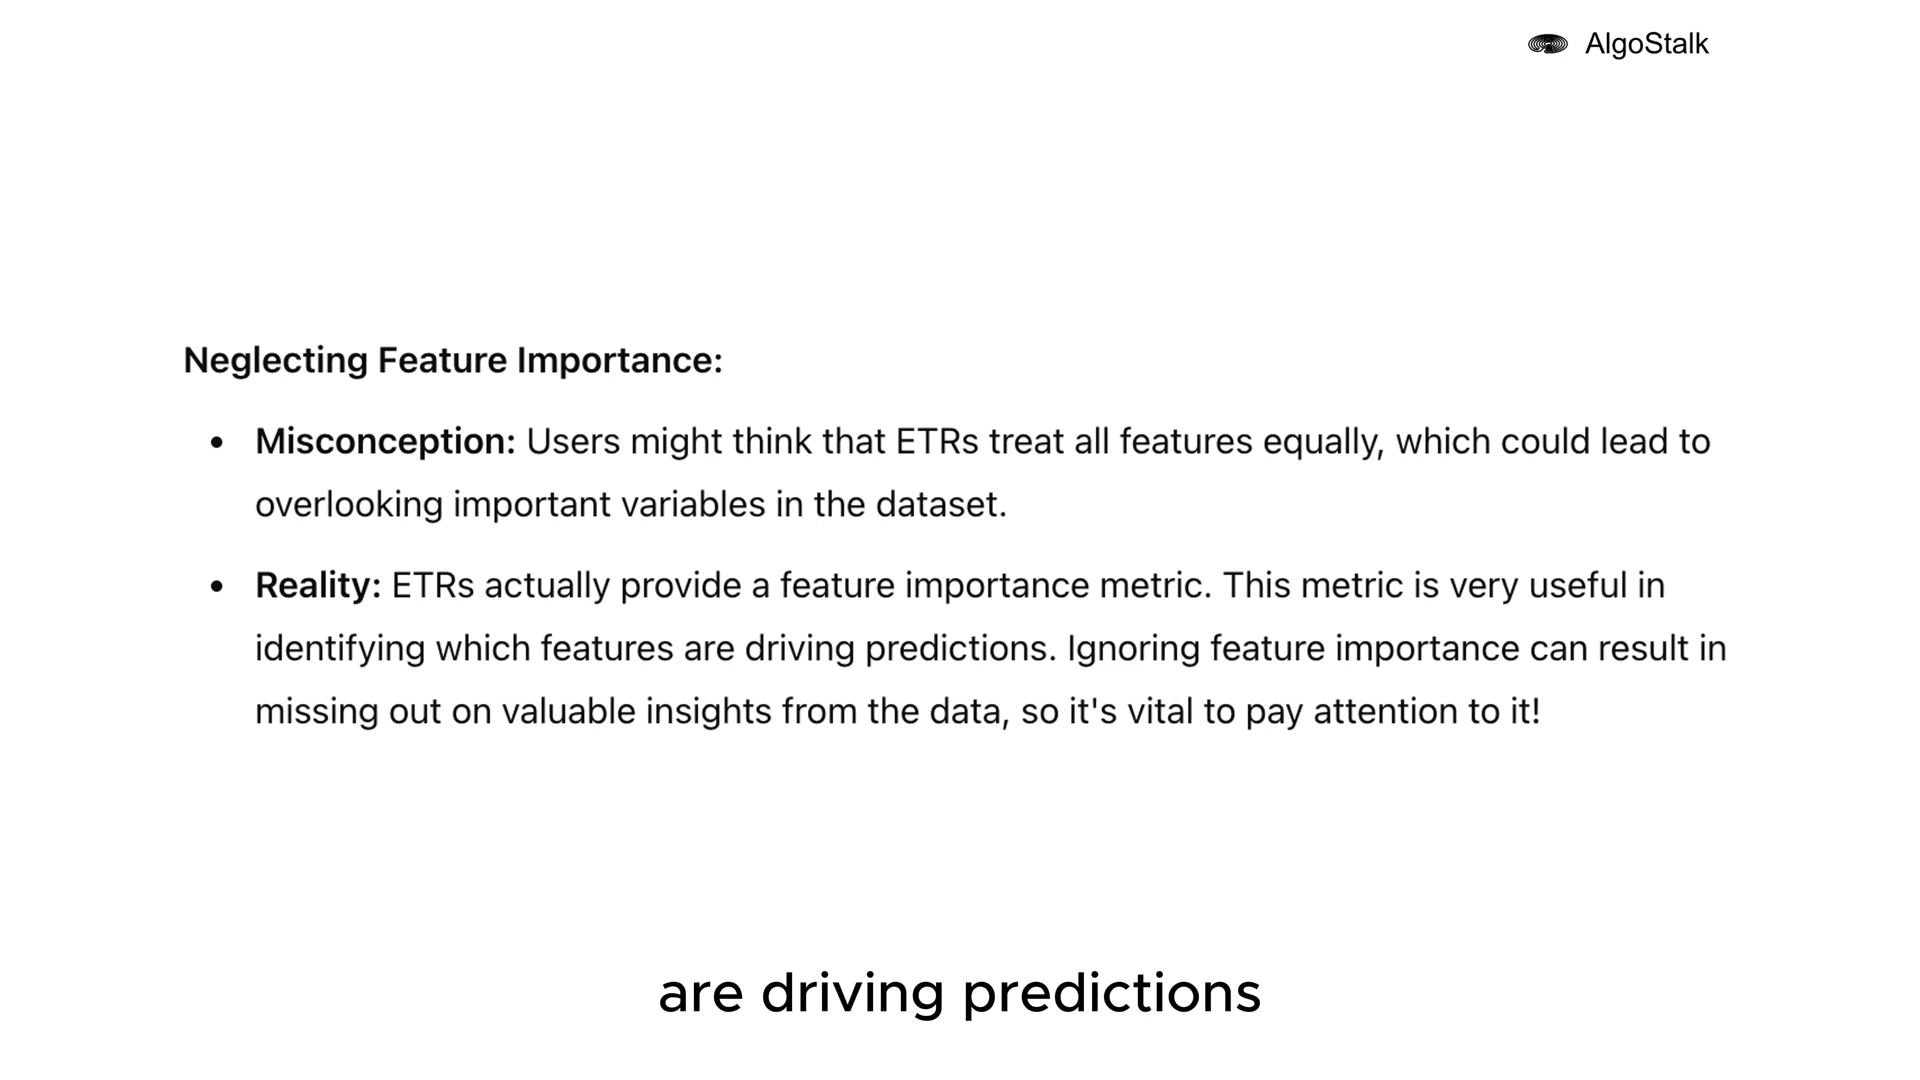 AlgoStalk
Neglecting Feature Importance:
• Misconception: Users might think that ETRs treat all features equally, which could lead to
overlooking important variables in the dataset.
• Reality: ETRs actually provide a feature importance metric. This metric is very useful in
identifying which features are driving predictions. Ignoring feature importance can result in
missing out on valuable insights from the data, so it's vital to pay attention to it!
are driving predictions